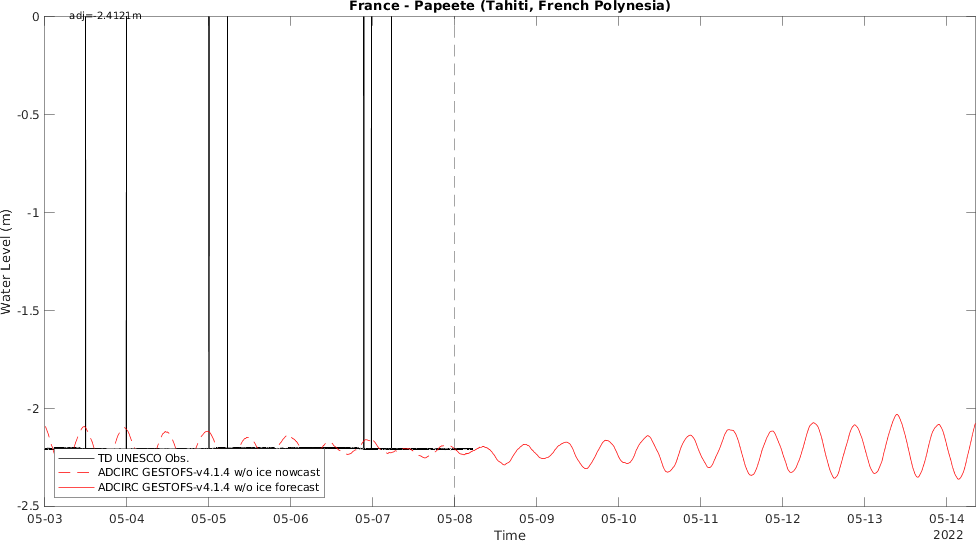 France - Papeete (Tahiti, French Polynesia)
adj=-2.4121m
0
-0.5
-1
-1.5
-2
-2.5
Water Level (m)
TD UNESCO Obs.
ADCIRC GESTOFS-v4.1.4 w/o ice nowcast
ADCIRC GESTOFS-v4.1.4 w/o ice forecast
05-03 05-04 05-05 05-06 05-07 05-08 05-09 05-10 05-11 05-12 05-13 05-14
Time
2022